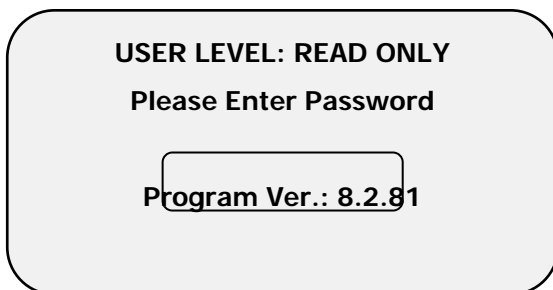 USER LEVEL: READ ONLY
Please Enter Password
Program Ver.: 8.2.81